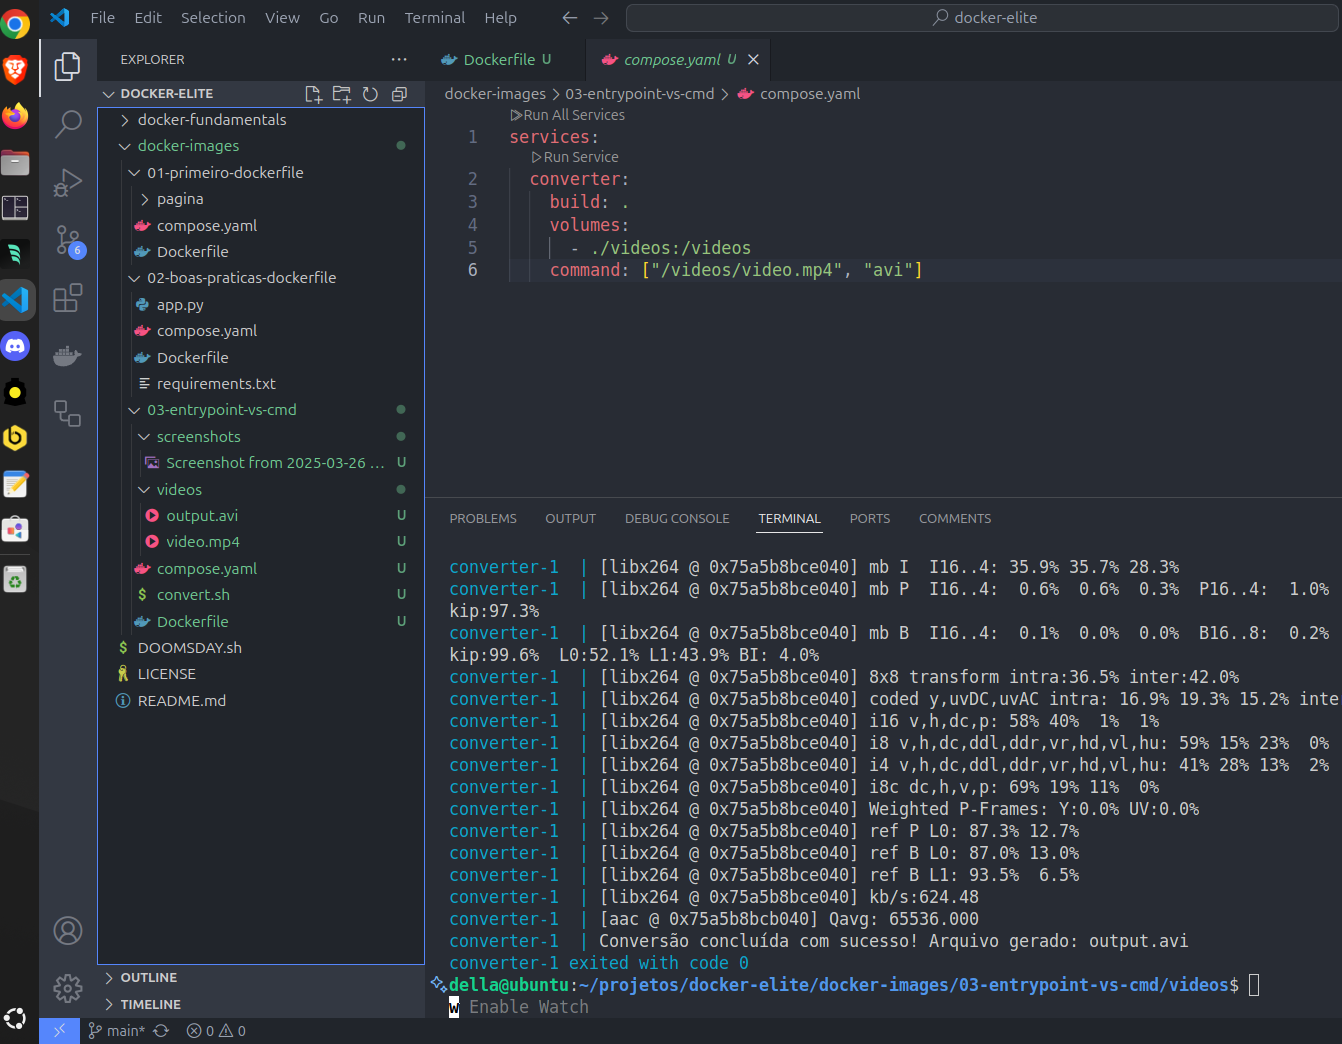 File Edit Selection View Go Run Terminal Help
docker-elite
EXPLORER
DOCKER-ELITE
docker-fundamentals
docker-images
01-primeiro-dockerfile
pagina
compose.yaml
Dockerfile
02-boas-praticas-dockerfile
app.py
compose.yaml
Dockerfile
requirements.txt
03-entrypoint-vs-cmd
screenshots
Screenshot from 2025-03-26 ... U
videos
output.avi U
video.mp4 U
compose.yaml U
convert.sh U
Dockerfile U
DOOMSDAY.sh
LICENSE
README.md
OUTLINE
TIMELINE
6
Dockerfile U
compose.yaml U
docker-images > 03-entrypoint-vs-cmd > compose.yaml
Run All Services
1 services:
Run Service
2 converter:
3 build: .
4 volumes:
5 - ./videos:/videos
6 command: ["/videos/video.mp4", "avi"]
PROBLEMS OUTPUT DEBUG CONSOLE TERMINAL PORTS COMMENTS
converter-1 | [libx264 @ 0x75a5b8bce040] mb I I16..4: 35.9% 35.7% 28.3%
converter-1 | [libx264 @ 0x75a5b8bce040] mb P I16..4: 0.6% 0.6% 0.3% P16..4: 1.0%
kip:97.3%
converter-1 | [libx264 @ 0x75a5b8bce040] mb B I16..4: 0.1% 0.0% 0.0% B16..8: 0.2%
kip:99.6% L0:52.1% L1:43.9% BI: 4.0%
converter-1 | [libx264 @ 0x75a5b8bce040] 8x8 transform intra:36.5% inter:42.0%
converter-1 | [libx264 @ 0x75a5b8bce040] coded y,uvDC,uvAC intra: 16.9% 19.3% 15.2% inte
converter-1 | [libx264 @ 0x75a5b8bce040] i16 v,h,dc,p: 58% 40% 1% 1%
converter-1 | [libx264 @ 0x75a5b8bce040] i8 v,h,dc,ddl,ddr,vr,hd,vl,hu: 59% 15% 23% 0%
converter-1 | [libx264 @ 0x75a5b8bce040] i4 v,h,dc,ddl,ddr,vr,hd,vl,hu: 41% 28% 13% 2%
converter-1 | [libx264 @ 0x75a5b8bce040] i8c dc,h,v,p: 69% 19% 11% 0%
converter-1 | [libx264 @ 0x75a5b8bce040] Weighted P-Frames: Y:0.0% UV:0.0%
converter-1 | [libx264 @ 0x75a5b8bce040] ref P L0: 87.3% 12.7%
converter-1 | [libx264 @ 0x75a5b8bce040] ref B L0: 87.0% 13.0%
converter-1 | [libx264 @ 0x75a5b8bce040] ref B L1: 93.5% 6.5%
converter-1 | [libx264 @ 0x75a5b8bce040] kb/s:624.48
converter-1 | [aac @ 0x75a5b8bcb040] Qavg: 65536.000
converter-1 | Conversão concluída com sucesso! Arquivo gerado: output.avi
converter-1 exited with code 0
della@ubuntu:~/projetos/docker-elite/docker-images/03-entrypoint-vs-cmd/videos$
w Enable Watch
main* 0 0